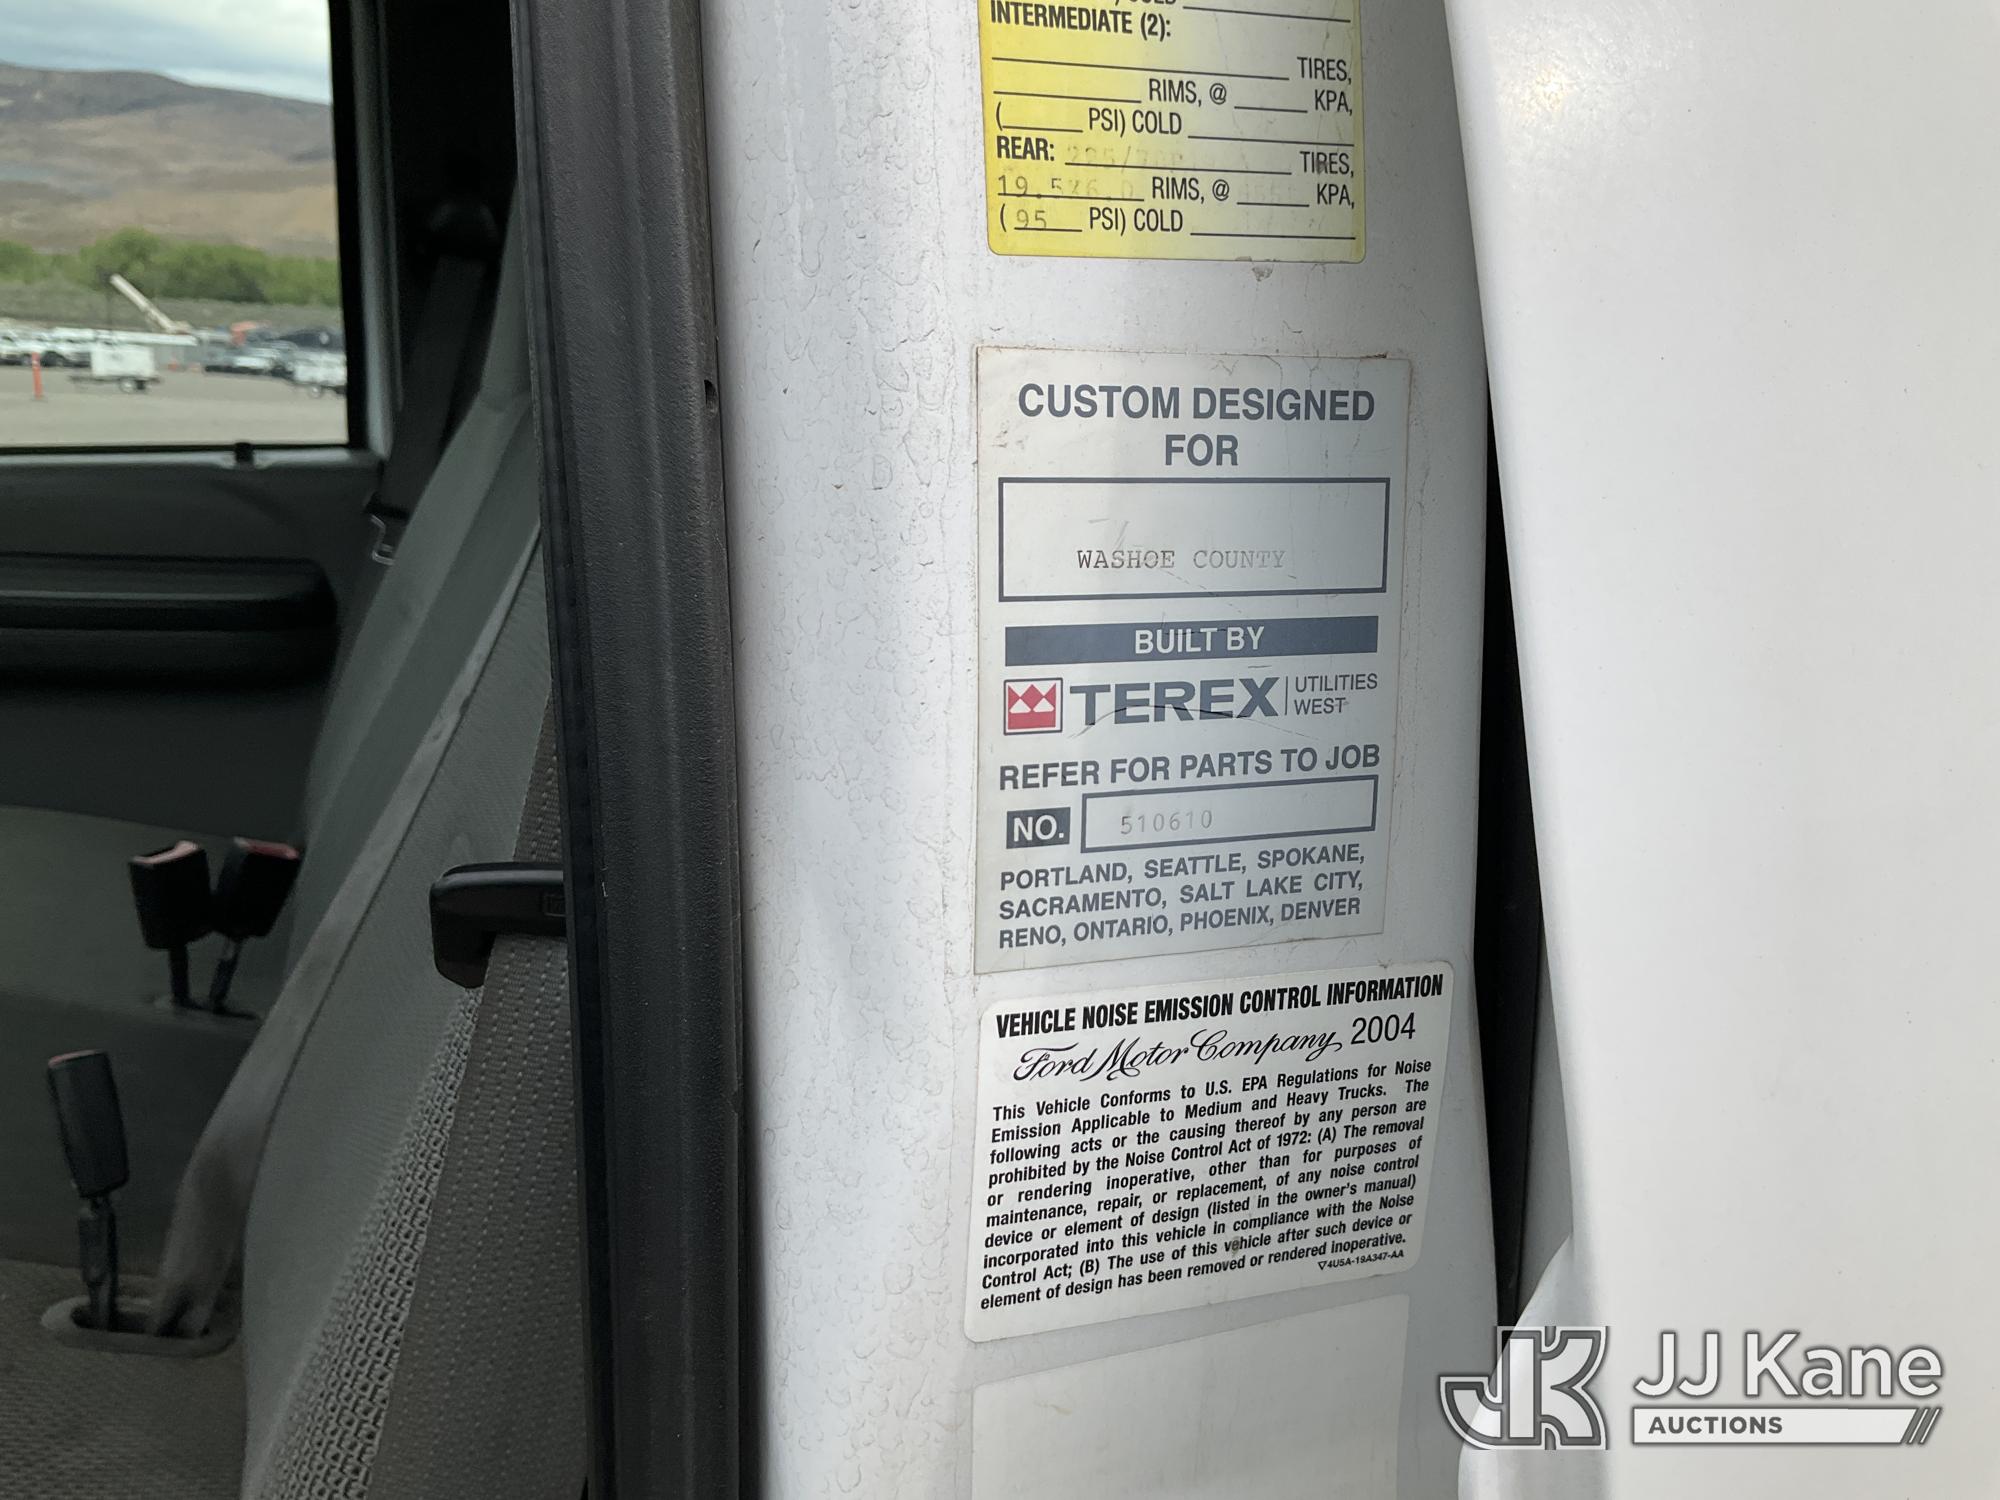 INTERMEDIATE (2):
TIRES,
RIMS, @ KPA,
( PSI) COLD
REAR: TIRES,
19.5X6.0 RIMS, @ KPA,
( 95 PSI) COLD
CUSTOM DESIGNED
FOR
WASHOE COUNTY
BUILT BY
TEREX UTILITIES
WEST
REFER FOR PARTS TO JOB
NO. 510610
PORTLAND, SEATTLE, SPOKANE,
SACRAMENTO, SALT LAKE CITY,
RENO, ONTARIO, PHOENIX, DENVER
VEHICLE NOISE EMISSION CONTROL INFORMATION
Ford Motor Company 2004
This Vehicle Conforms to U.S. EPA Regulations for Noise
Emission Applicable to Medium and Heavy Trucks. The
following acts or the causing thereof by any person are
prohibited by the Noise Control Act of 1972: (A) The removal
or rendering inoperative, other than for purposes of
maintenance, repair, or replacement, of any noise control
device or element of design (listed in the owner's manual)
incorporated into this vehicle in compliance with the Noise
Control Act; (B) The use of this vehicle after such device or
element of design has been removed or rendered inoperative.
4U5A-19A347-AA
JK JJ Kane
AUCTIONS